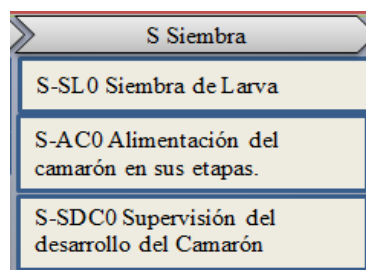 S Siembra
S-SL0 Siembra de Larva
S-AC0 Alimentación del
camarón en sus etapas.
S-SDC0 Supervisión del
desarrollo del Camarón